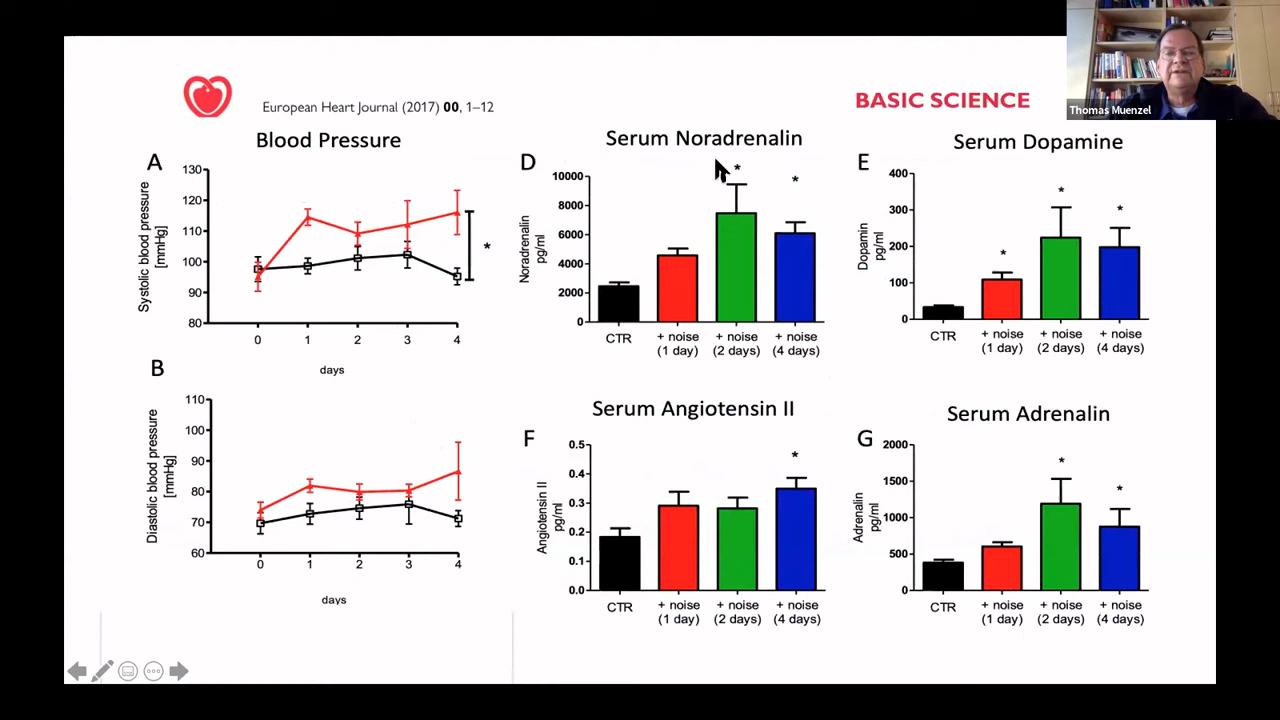 Thomas Muenzel
European Heart Journal (2017) 00, 1–12
BASIC SCIENCE
Blood Pressure
A
Systolic blood pressure
[mmHg]
130
120
110
100
90
80
*
0 1 2 3 4
days
B
Diastolic blood pressure
[mmHg]
110
100
90
80
70
60
0 1 2 3 4
days
Serum Noradrenalin
D
Noradrenalin
pg/ml
10000
8000
6000
4000
2000
0
* *
CTR + noise (1 day) + noise (2 days) + noise (4 days)
Serum Dopamine
E
Dopamin
pg/ml
400
300
200
100
0
* * *
CTR + noise (1 day) + noise (2 days) + noise (4 days)
Serum Angiotensin II
F
Angiotensin II
pg/ml
0.5
0.4
0.3
0.2
0.1
0.0
*
CTR + noise (1 day) + noise (2 days) + noise (4 days)
Serum Adrenalin
G
Adrenalin
pg/ml
2000
1500
1000
500
0
* *
CTR + noise (1 day) + noise (2 days) + noise (4 days)